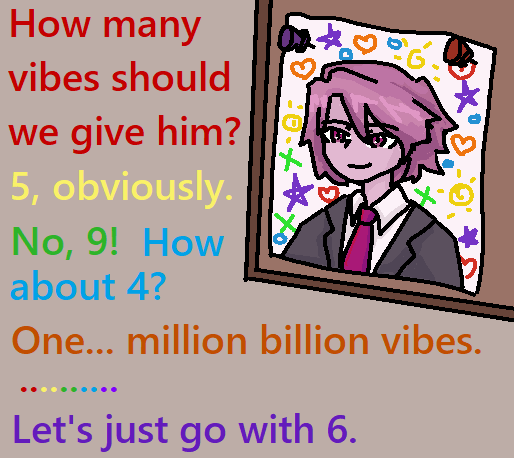 How many
vibes should
we give him?
5, obviously.
No, 9! How
about 4?
One... million billion vibes.
............
Let's just go with 6.